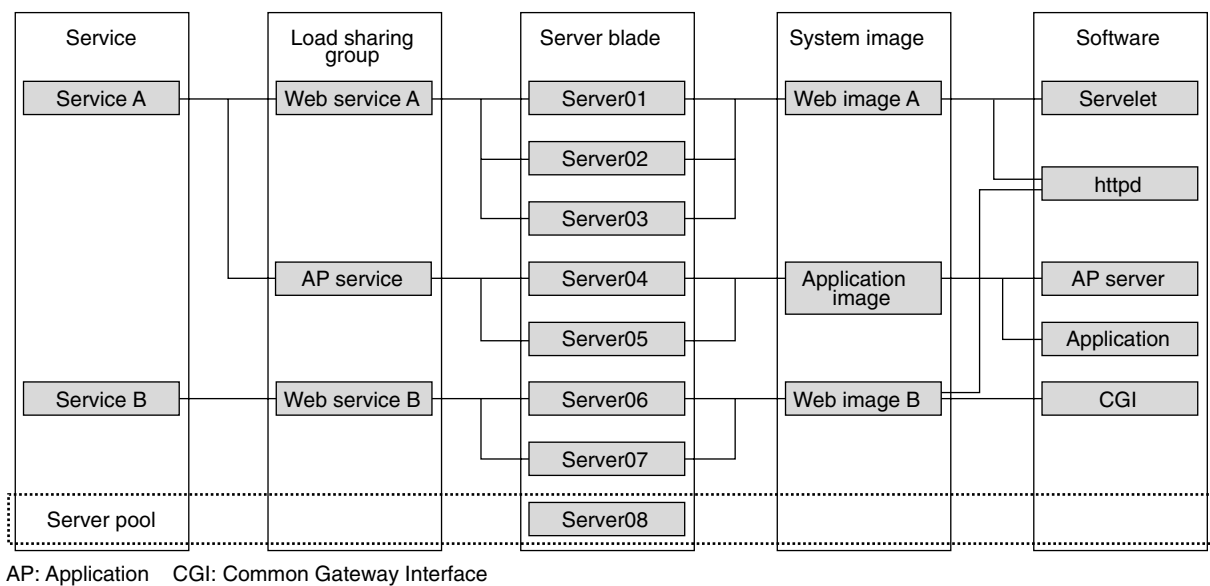 Service
Load sharing
group
Server blade
System image
Software
Service A
Web service A
Server01
Web image A
Servelet
Server02
httpd
Server03
AP service
Server04
Application
image
AP server
Server05
Application
Service B
Web service B
Server06
Web image B
CGI
Server07
Server pool
Server08
AP: Application CGI: Common Gateway Interface